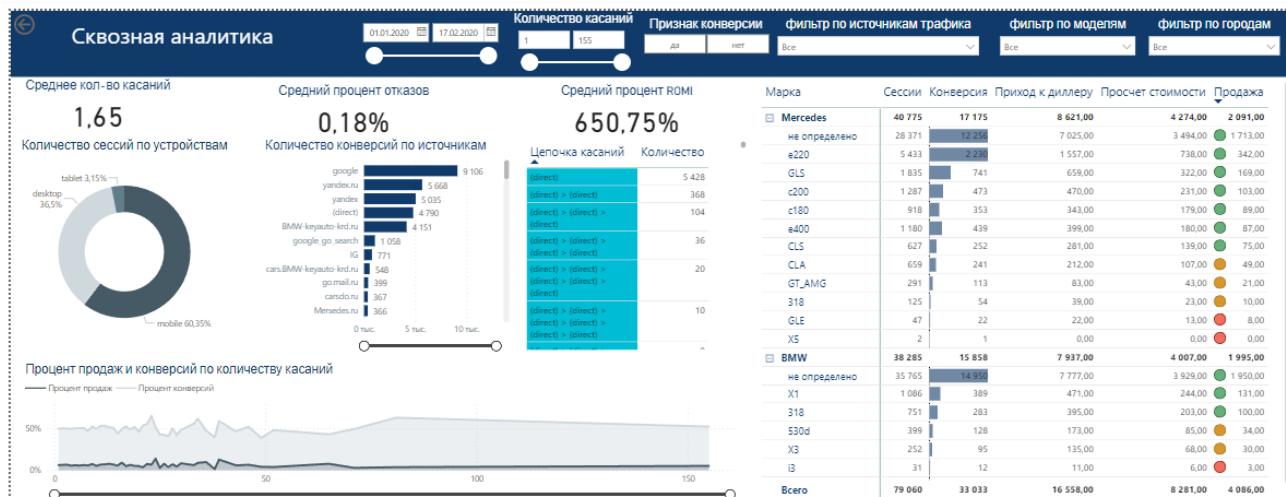 Сквозная аналитика
01.01.2020 17.02.2020
Количество касаний
1 155
Признак конверсии
да нет
фильтр по источникам трафика
Все
фильтр по моделям
Все
фильтр по городам
Все
Среднее кол-во касаний
1,65
Средний процент отказов
0,18%
Средний процент ROMI
650,75%
Количество сессий по устройствам
tablet 3,15%
desktop
36,5%
mobile 60,35%
Количество конверсий по источникам
google 9 106
yandex.ru 5 668
yandex 5 035
(direct) 4 790
BMW-keyauto-krd.ru 4 151
google_go_search 1 058
IG 771
cars.BMW-keyauto-krd.ru 548
go.mail.ru 399
carsdo.ru 367
Mersedes.ru 366
0 тыс. 5 тыс. 10 тыс.
Цепочка касаний Количество
(direct) 5 428
(direct) > (direct) 368
(direct) > (direct) > 104
(direct)
(direct) > (direct) > 36
(direct) > (direct)
(direct) > (direct) > 20
(direct) > (direct) >
(direct)
(direct) > (direct) > 10
(direct) > (direct) >
(direct) > (direct)
Процент продаж и конверсий по количеству касаний
Процент продаж Процент конверсий
50%
0%
0 50 100 150
Марка Сессии Конверсия Приход к диллеру Просчет стоимости Продажа
Mercedes 40 775 17 175 8 621,00 4 274,00 2 091,00
не определено 28 371 12 256 7 025,00 3 494,00 1 713,00
e220 5 433 2 230 1 557,00 738,00 342,00
GLS 1 835 741 659,00 322,00 169,00
c200 1 287 473 470,00 231,00 103,00
c180 918 353 343,00 179,00 89,00
e400 1 180 439 399,00 180,00 87,00
CLS 627 252 281,00 139,00 75,00
CLA 659 241 212,00 107,00 49,00
GT_AMG 291 113 83,00 43,00 21,00
318 125 54 39,00 23,00 10,00
GLE 47 22 22,00 13,00 8,00
X5 2 1 0,00 0,00 0,00
BMW 38 285 15 858 7 937,00 4 007,00 1 995,00
не определено 35 765 14 950 7 777,00 3 929,00 1 950,00
X1 1 086 389 471,00 244,00 131,00
318 751 283 395,00 203,00 100,00
530d 399 128 173,00 85,00 34,00
X3 252 95 135,00 68,00 30,00
i3 31 12 11,00 6,00 3,00
Всего 79 060 33 033 16 558,00 8 281,00 4 086,00